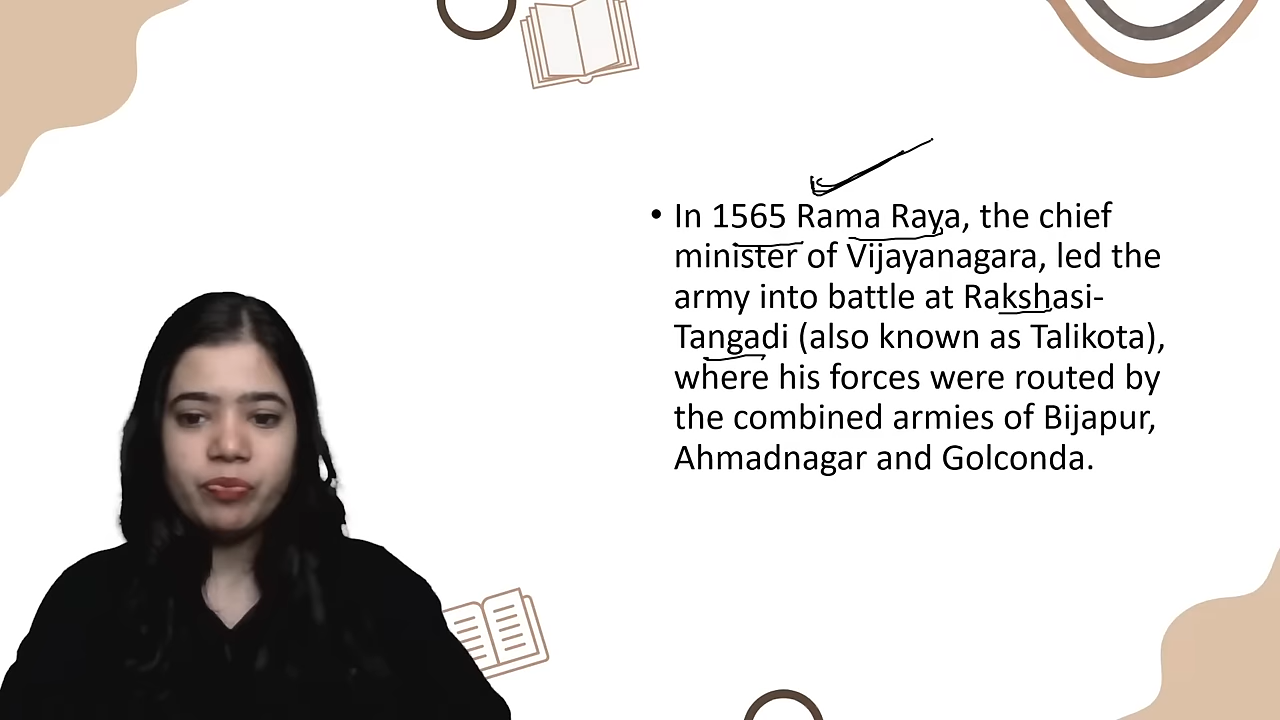 • In 1565 Rama Raya, the chief
minister of Vijayanagara, led the
army into battle at Rakshasi-
Tangadi (also known as Talikota),
where his forces were routed by
the combined armies of Bijapur,
Ahmadnagar and Golconda.